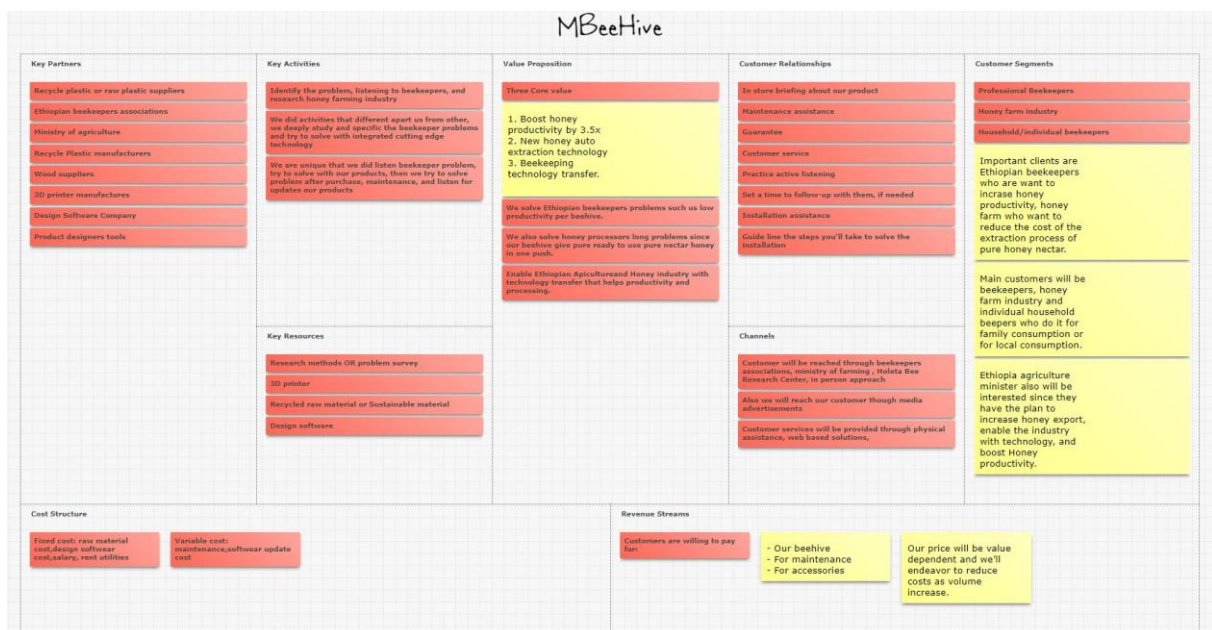 MBeeHive
Key Partners
Recycle plastic or raw plastic suppliers
Ethiopian beekeepers associations
Ministry of agriculture
Recycle Plastic manufacturers
Wood suppliers
3D printer manufactures
Design Software Company
Product designers tools
Key Activities
Identify the problem, listening to beekeepers, and
research honey farming industry
We did activities that different apart us from other,
we deeply study and specific the beekeeper problems
and try to solve with integrated cutting edge
technology
We are unique that we did listen beekeeper problem,
try to solve with our products, then we try to solve
problem after purchase, maintenance, and listen for
updates our products
Key Resources
Research methods OR problem survey
3D printer
Recycled raw material or Sustainable material
Design software
Value Proposition
Three Core value
1. Boost honey
productivity by 3.5x
2. New honey auto
extraction technology
3. Beekeeping
technology transfer.
We solve Ethiopian beekeepers problems such us low
productivity per beehive.
We also solve honey processors long problems since
our beehive give pure ready to use pure nectar honey
in one push.
Enable Ethiopian Apicultureand Honey industry with
technology transfer that helps productivity and
processing.
Customer Relationships
In store briefing about our product
Maintenance assistance
Guarantee
Customer service
Practice active listening
Set a time to follow-up with them, if needed
Installation assistance
Guide line the steps you'll take to solve the
installation
Channels
Customer will be reached through beekeepers
associations, ministry of farming , Holeta Bee
Research Center, in person approach
Also we will reach our customer though media
advertisements
Customer services will be provided through physical
assistance, web based solutions,
Customer Segments
Professional Beekeepers
Honey farm industry
Household/individual beekeepers
Important clients are
Ethiopian beekeepers
who are want to
incrase honey
productivity, honey
farm who want to
reduce the cost of the
extraction process of
pure honey nectar.
Main customers will be
beekeepers, honey
farm industry and
individual household
beepers who do it for
family consumption or
for local consumption.
Ethiopia agriculture
minister also will be
interested since they
have the plan to
increase honey export,
enable the industry
with technology, and
boost Honey
productivity.
Cost Structure
Fixed cost: raw material
cost,design softwear
cost,salary, rent utilities
Variable cost:
maintenance,softwear update
cost
Revenue Streams
Customers are willing to pay
for:
- Our beehive
- For maintenance
- For accessories
Our price will be value
dependent and we'll
endeavor to reduce
costs as volume
increase.